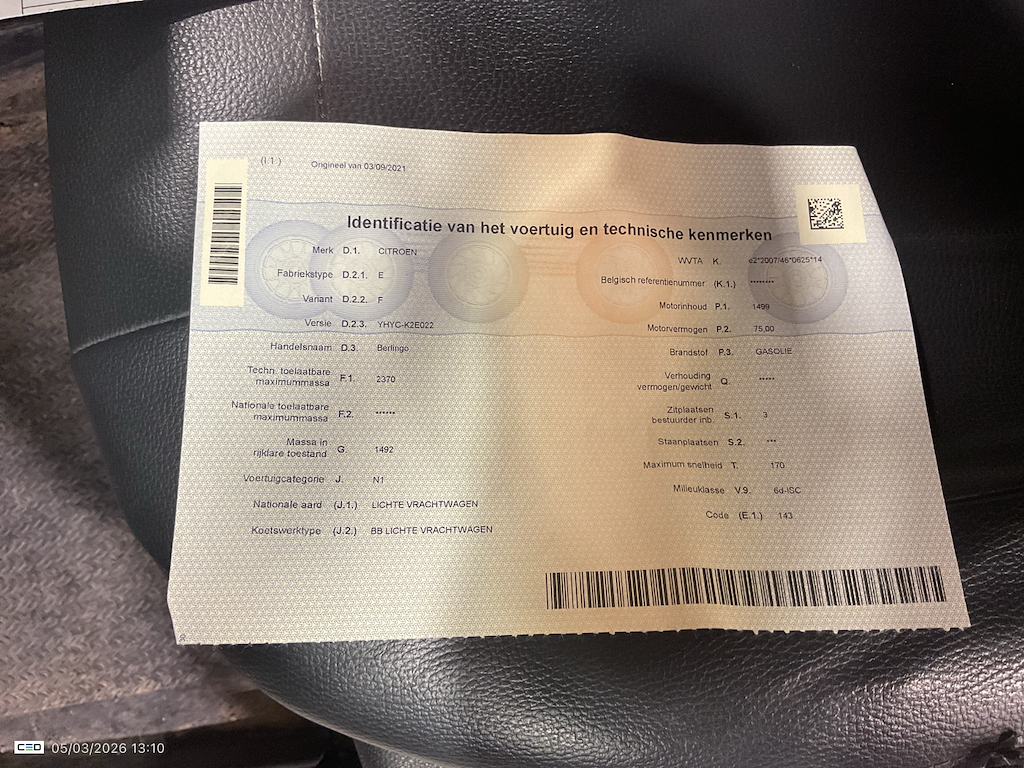 (I.1.) Origineel van 03/09/2021
Identificatie van het voertuig en technische kenmerken
Merk D.1. CITROEN
Fabriekstype D.2.1. E
Variant D.2.2. F
Versie D.2.3. YHYC-K2E022
Handelsnaam D.3. Berlingo
Techn. toelaatbare
maximummassa F.1. 2370
Nationale toelaatbare
maximummassa F.2. ******
Massa in
rijklare toestand G. 1492
Voertuigcategorie J. N1
Nationale aard (J.1.) LICHTE VRACHTWAGEN
Koetswerktype (J.2.) BB LICHTE VRACHTWAGEN
WVTA K. e2*2007/46*0625*14
Belgisch referentienummer (K.1.) ********
Motorinhoud P.1. 1499
Motorvermogen P.2. 75,00
Brandstof P.3. GASOLIE
Verhouding
vermogen/gewicht Q. *****
Zitplaatsen
bestuurder inb. S.1. 3
Staanplaatsen S.2. ***
Maximum snelheid T. 170
Milieuklasse V.9. 6d-ISC
Code (E.1.) 143
CEO 05/03/2026 13:10